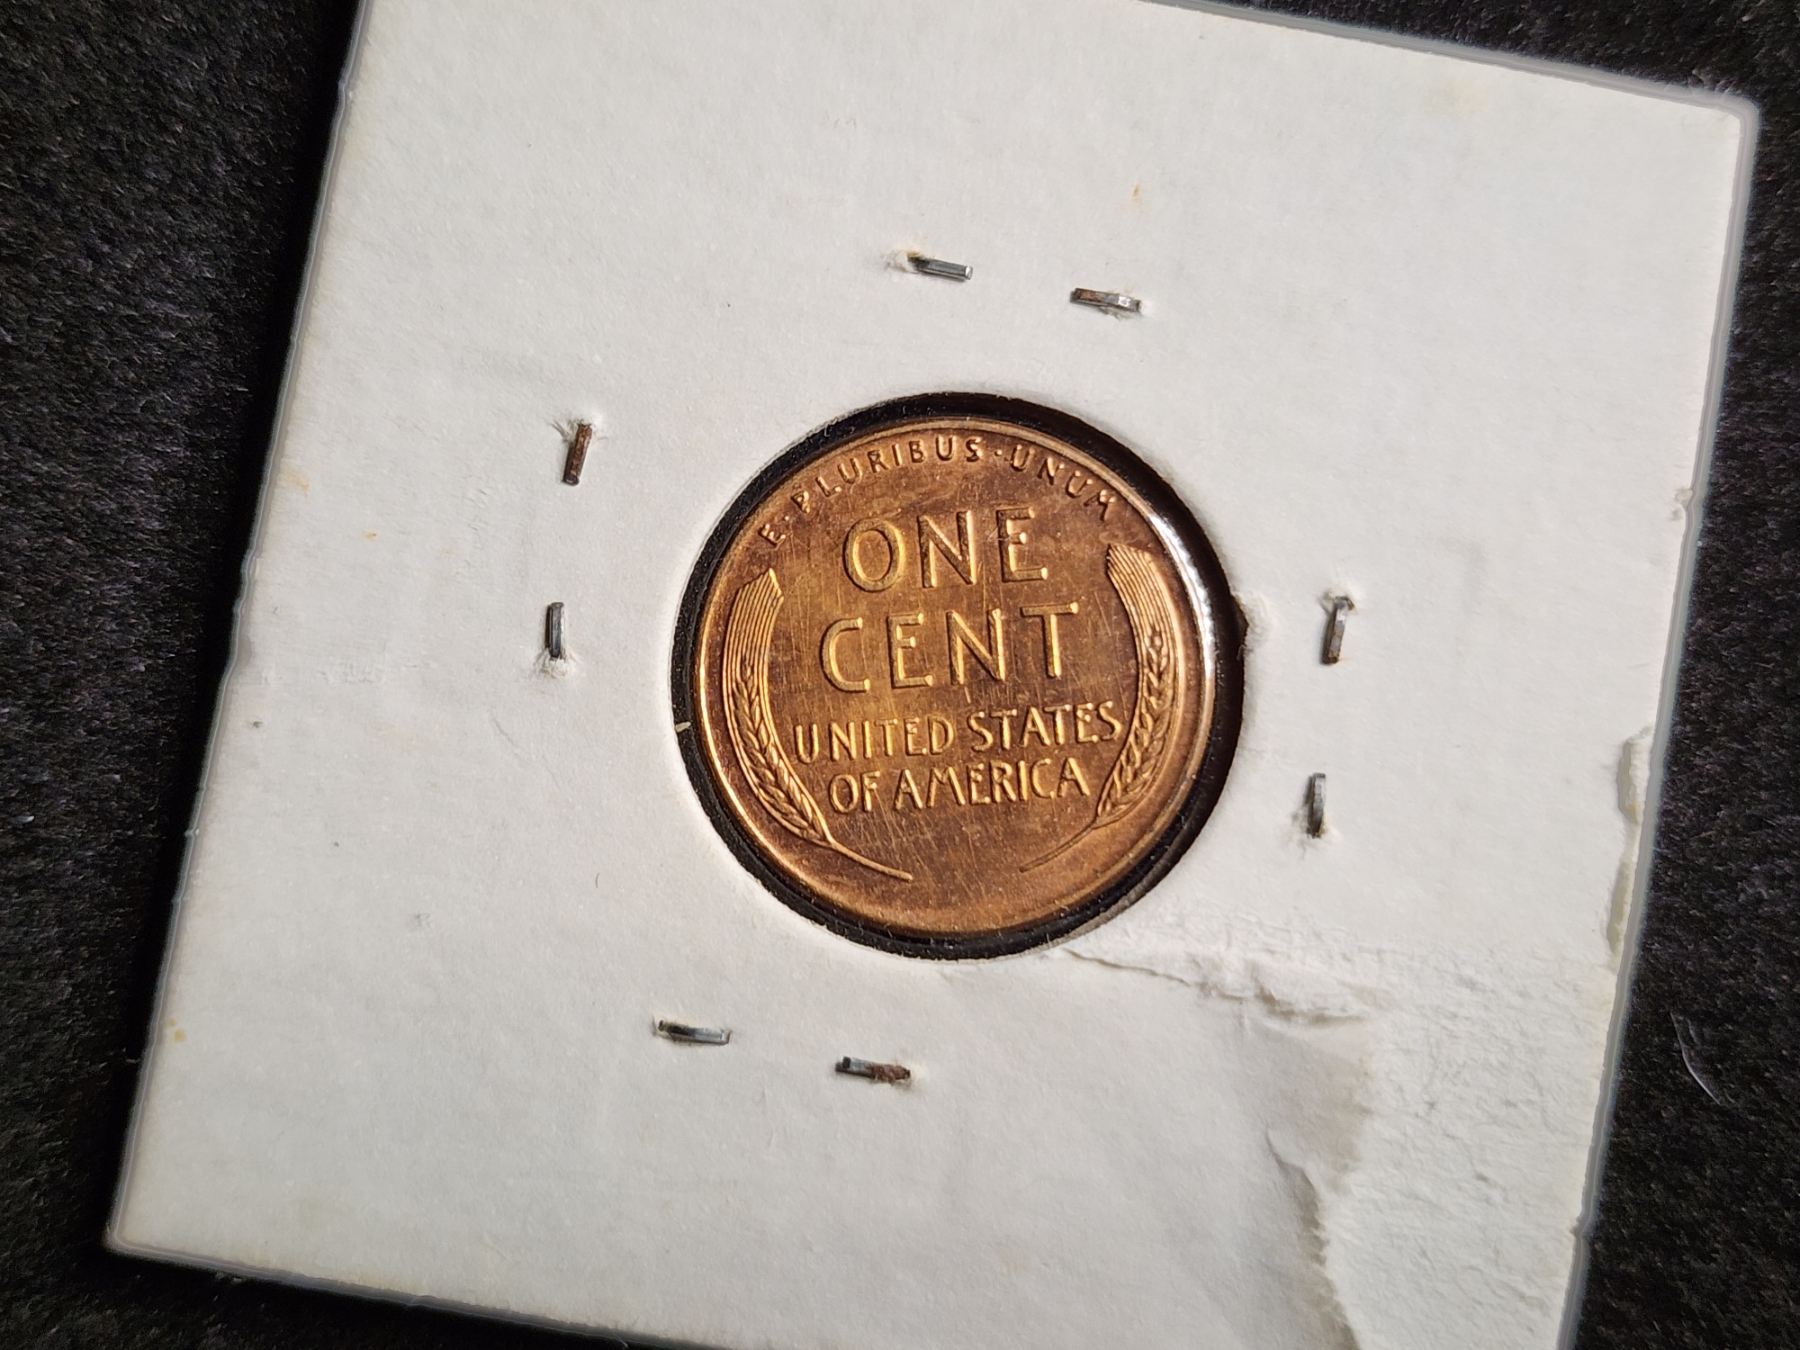 E·PLURIBUS·UNUM
ONE
CENT
UNITED STATES
OF AMERICA